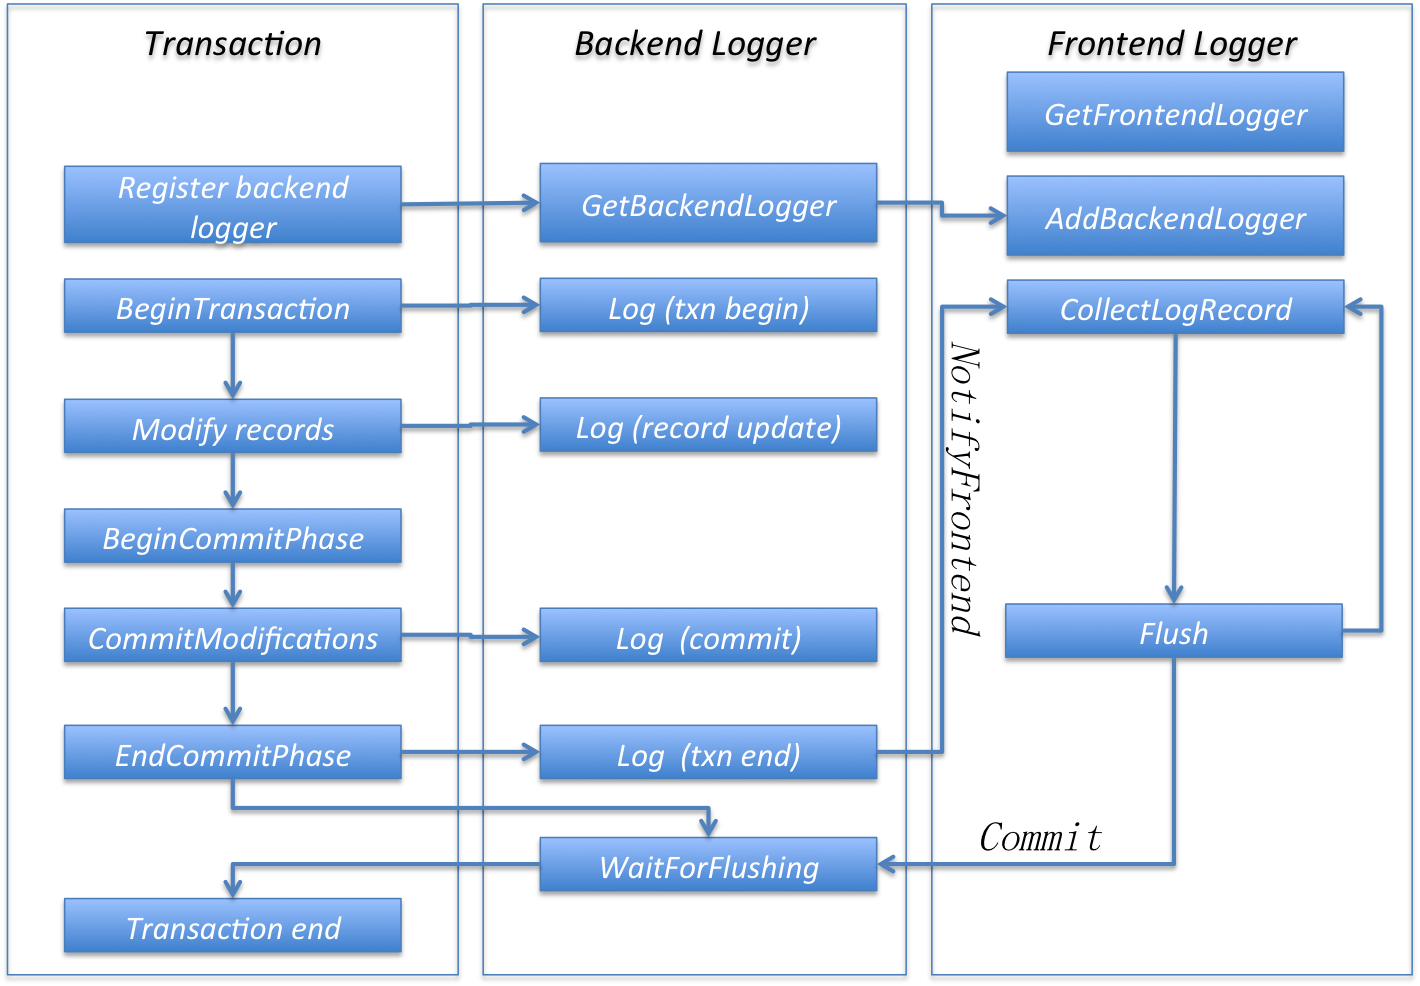 Transaction
Register backend
logger
BeginTransaction
Modify records
BeginCommitPhase
CommitModifications
EndCommitPhase
Transaction end
Backend Logger
GetBackendLogger
Log (txn begin)
Log (record update)
Log  (commit)
Log  (txn end)
WaitForFlushing
Frontend Logger
GetFrontendLogger
AddBackendLogger
CollectLogRecord
NotifyFrontend
Flush
Commit